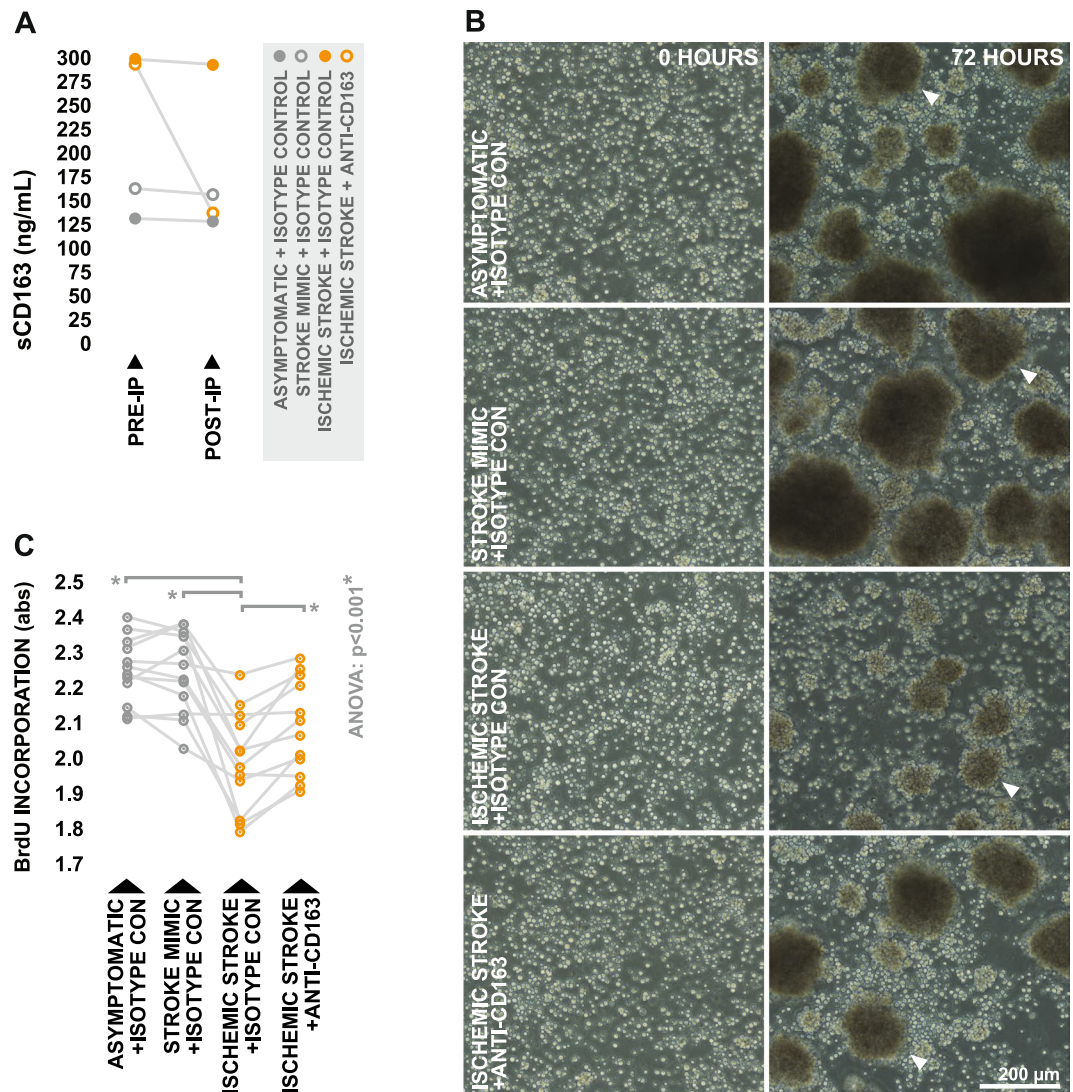 A
sCD163 (ng/mL)
300
275
250
225
200
175
150
125
100
75
50
25
0
PRE-IP
POST-IP
ASYMPTOMATIC + ISOTYPE CONTROL
STROKE MIMIC + ISOTYPE CONTROL
ISCHEMIC STROKE + ISOTYPE CONTROL
ISCHEMIC STROKE + ANTI-CD163
B
0 HOURS
72 HOURS
ASYMPTOMATIC
+ISOTYPE CON
STROKE MIMIC
+ISOTYPE CON
ISCHEMIC STROKE
+ISOTYPE CON
ISCHEMIC STROKE
+ANTI-CD163
200 µm
C
BrdU INCORPORATION (abs)
2.5
2.4
2.3
2.2
2.1
2.0
1.9
1.8
1.7
*
*
*
ANOVA: p<0.001*
ASYMPTOMATIC
+ISOTYPE CON
STROKE MIMIC
+ISOTYPE CON
ISCHEMIC STROKE
+ISOTYPE CON
ISCHEMIC STROKE
+ANTI-CD163